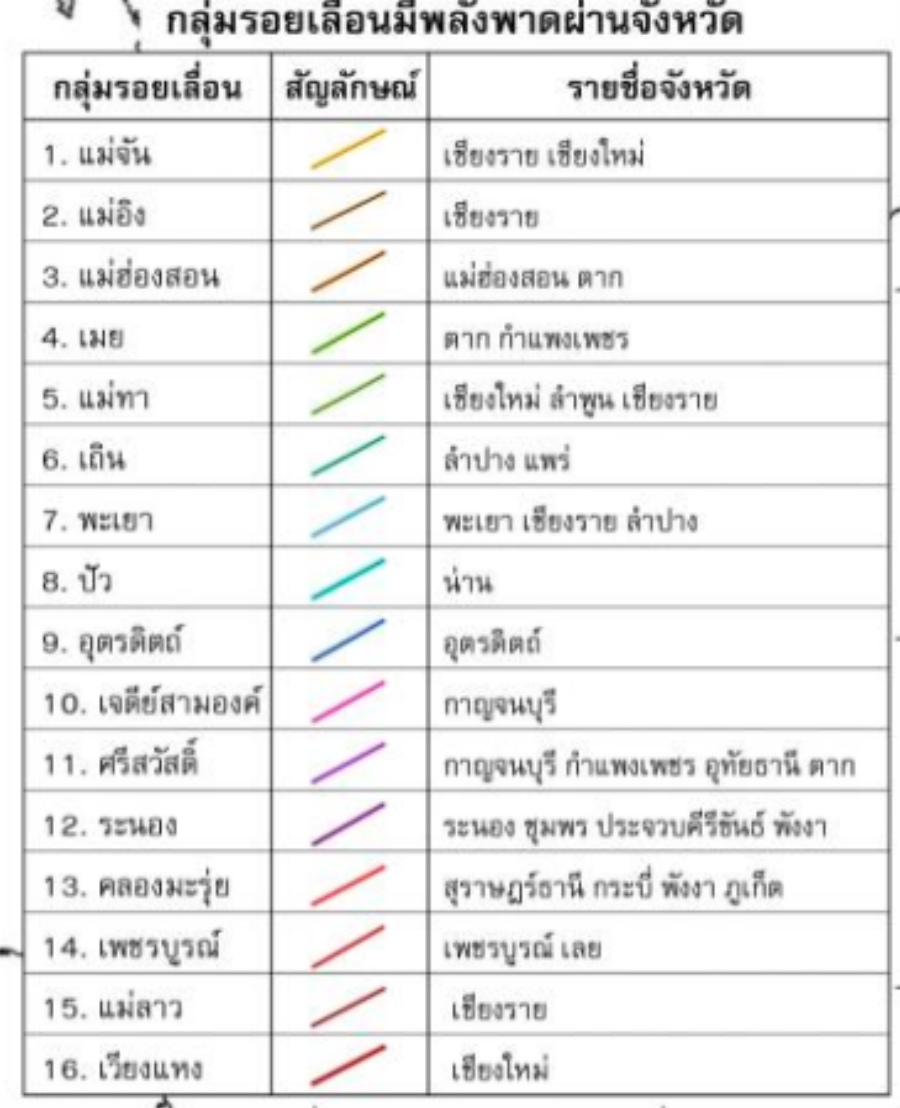 กลุ่มรอยเลื่อนมีพลังพาดผ่านจังหวัด
กลุ่มรอยเลื่อน สัญลักษณ์ รายชื่อจังหวัด
1. แม่จัน เชียงราย เชียงใหม่
2. แม่อิง เชียงราย
3. แม่ฮ่องสอน แม่ฮ่องสอน ตาก
4. เมย ตาก กำแพงเพชร
5. แม่ทา เชียงใหม่ ลำพูน เชียงราย
6. เถิน ลำปาง แพร่
7. พะเยา พะเยา เชียงราย ลำปาง
8. ปัว น่าน
9. อุตรดิตถ์ อุตรดิตถ์
10. เจดีย์สามองค์ กาญจนบุรี
11. ศรีสวัสดิ์ กาญจนบุรี กำแพงเพชร อุทัยธานี ตาก
12. ระนอง ระนอง ชุมพร ประจวบคีรีขันธ์ พังงา
13. คลองมะรุ่ย สุราษฎร์ธานี กระบี่ พังงา ภูเก็ต
14. เพชรบูรณ์ เพชรบูรณ์ เลย
15. แม่ลาว เชียงราย
16. เวียงแหง เชียงใหม่